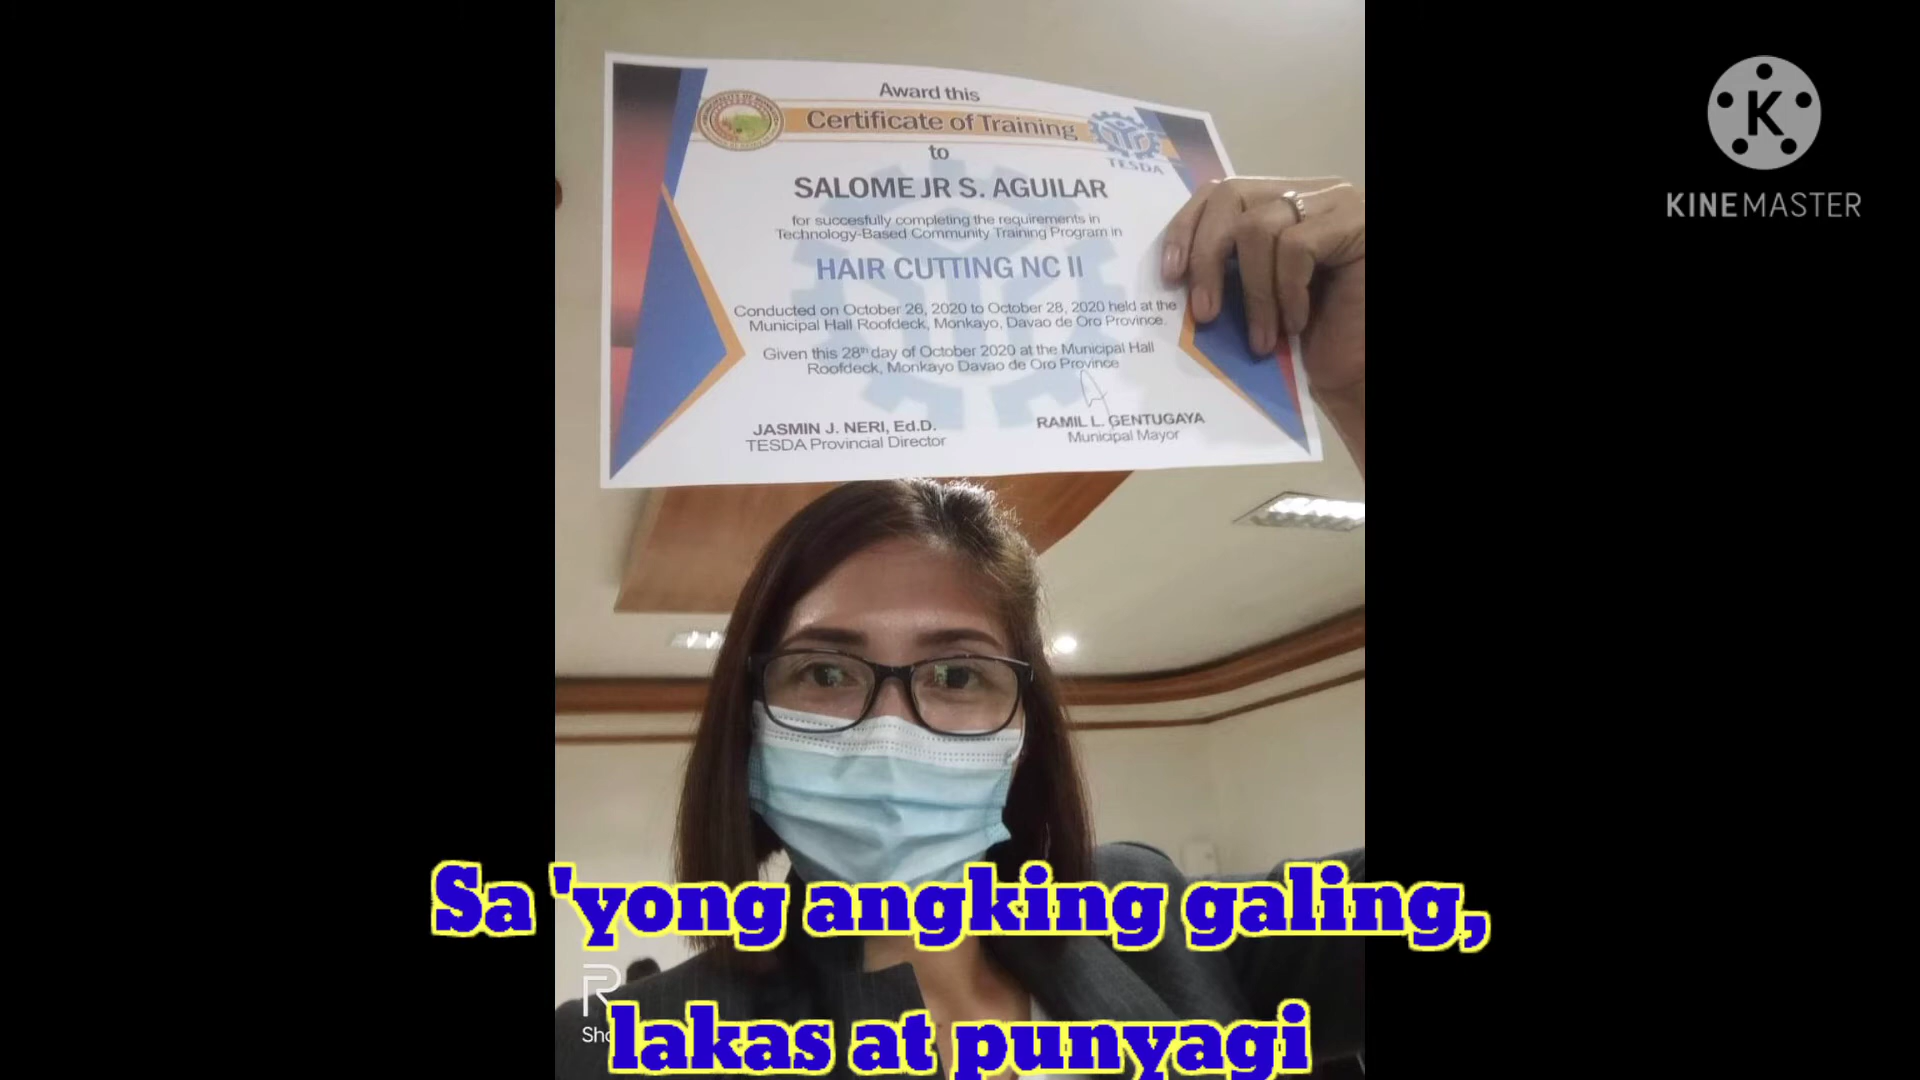 Award this
Certificate of Training
TESDA
to
SALOME JR S. AGUILAR
for succesfully completing the requirements in
Technology-Based Community Training Program in
HAIR CUTTING NC II
Conducted on October 26, 2020 to October 28, 2020 held at the
Municipal Hall Roofdeck, Monkayo, Davao de Oro Province.
Given this 28th day of October 2020 at the Municipal Hall
Roofdeck, Monkayo Davao de Oro Province
JASMIN J. NERI, Ed.D.
TESDA Provincial Director
RAMIL L. GENTUGAYA
Municipal Mayor
K
KINEMASTER
Sa 'yong angking galing,
lakas at punyagi